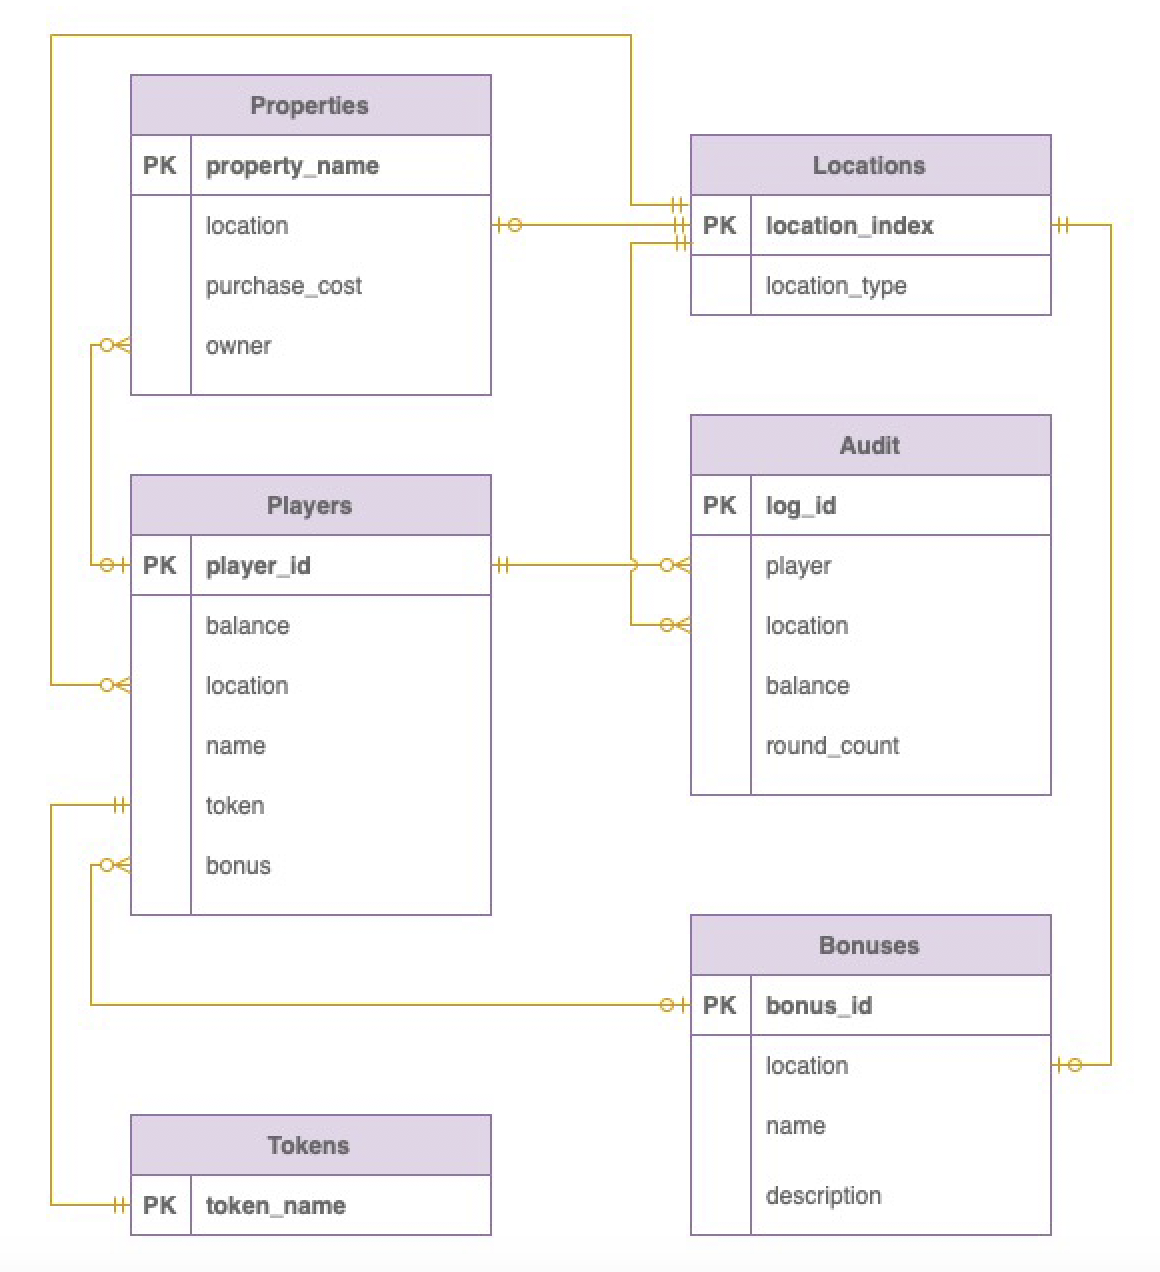 Properties
PK property_name
location
purchase_cost
owner
Locations
PK location_index
location_type
Audit
PK log_id
player
location
balance
round_count
Players
PK player_id
balance
location
name
token
bonus
Bonuses
PK bonus_id
location
name
description
Tokens
PK token_name